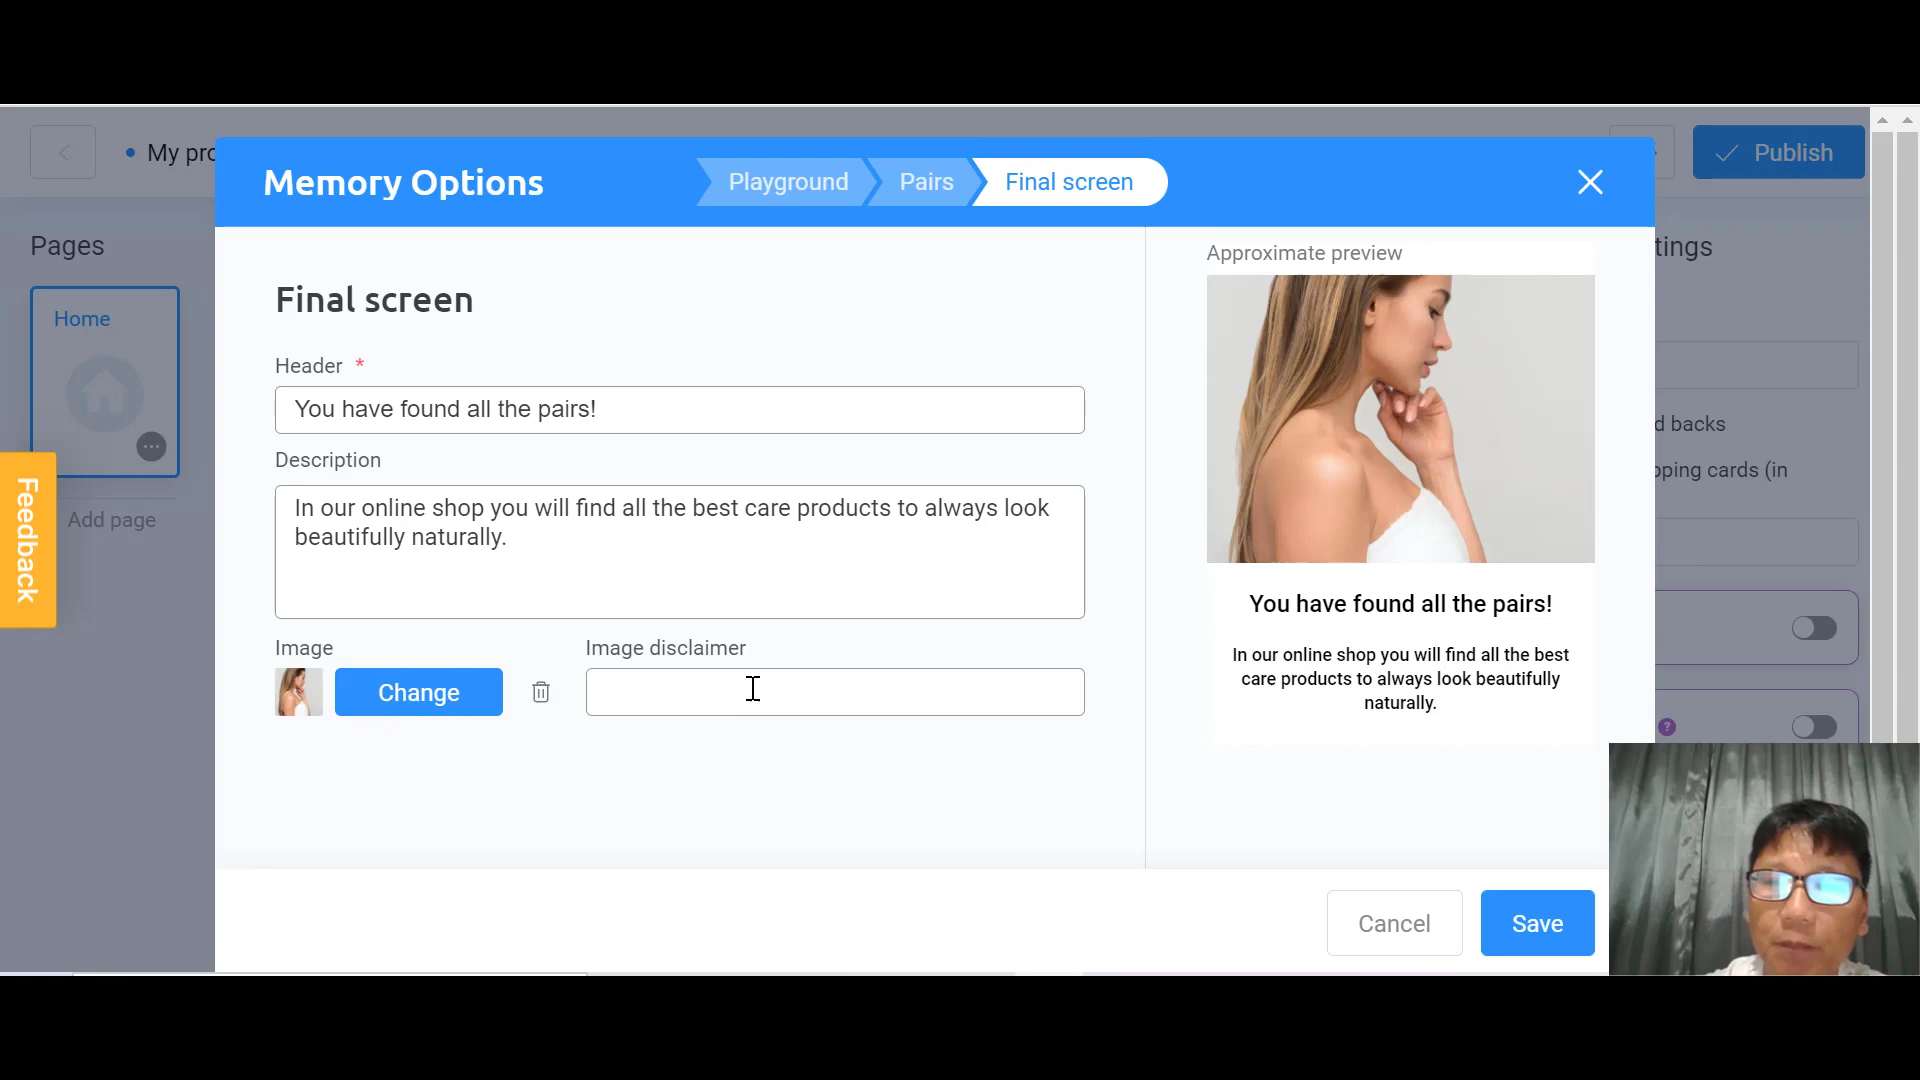 My pro
Publish
Memory Options
Playground
Pairs
Final screen
Pages
Home
Add page
Feedback
Final screen
Header *
You have found all the pairs!
Description
In our online shop you will find all the best care products to always look
beautifully naturally.
Image
Change
Image disclaimer
Approximate preview
You have found all the pairs!
In our online shop you will find all the best
care products to always look beautifully
naturally.
Cancel
Save
tings
d backs
pping cards (in
?